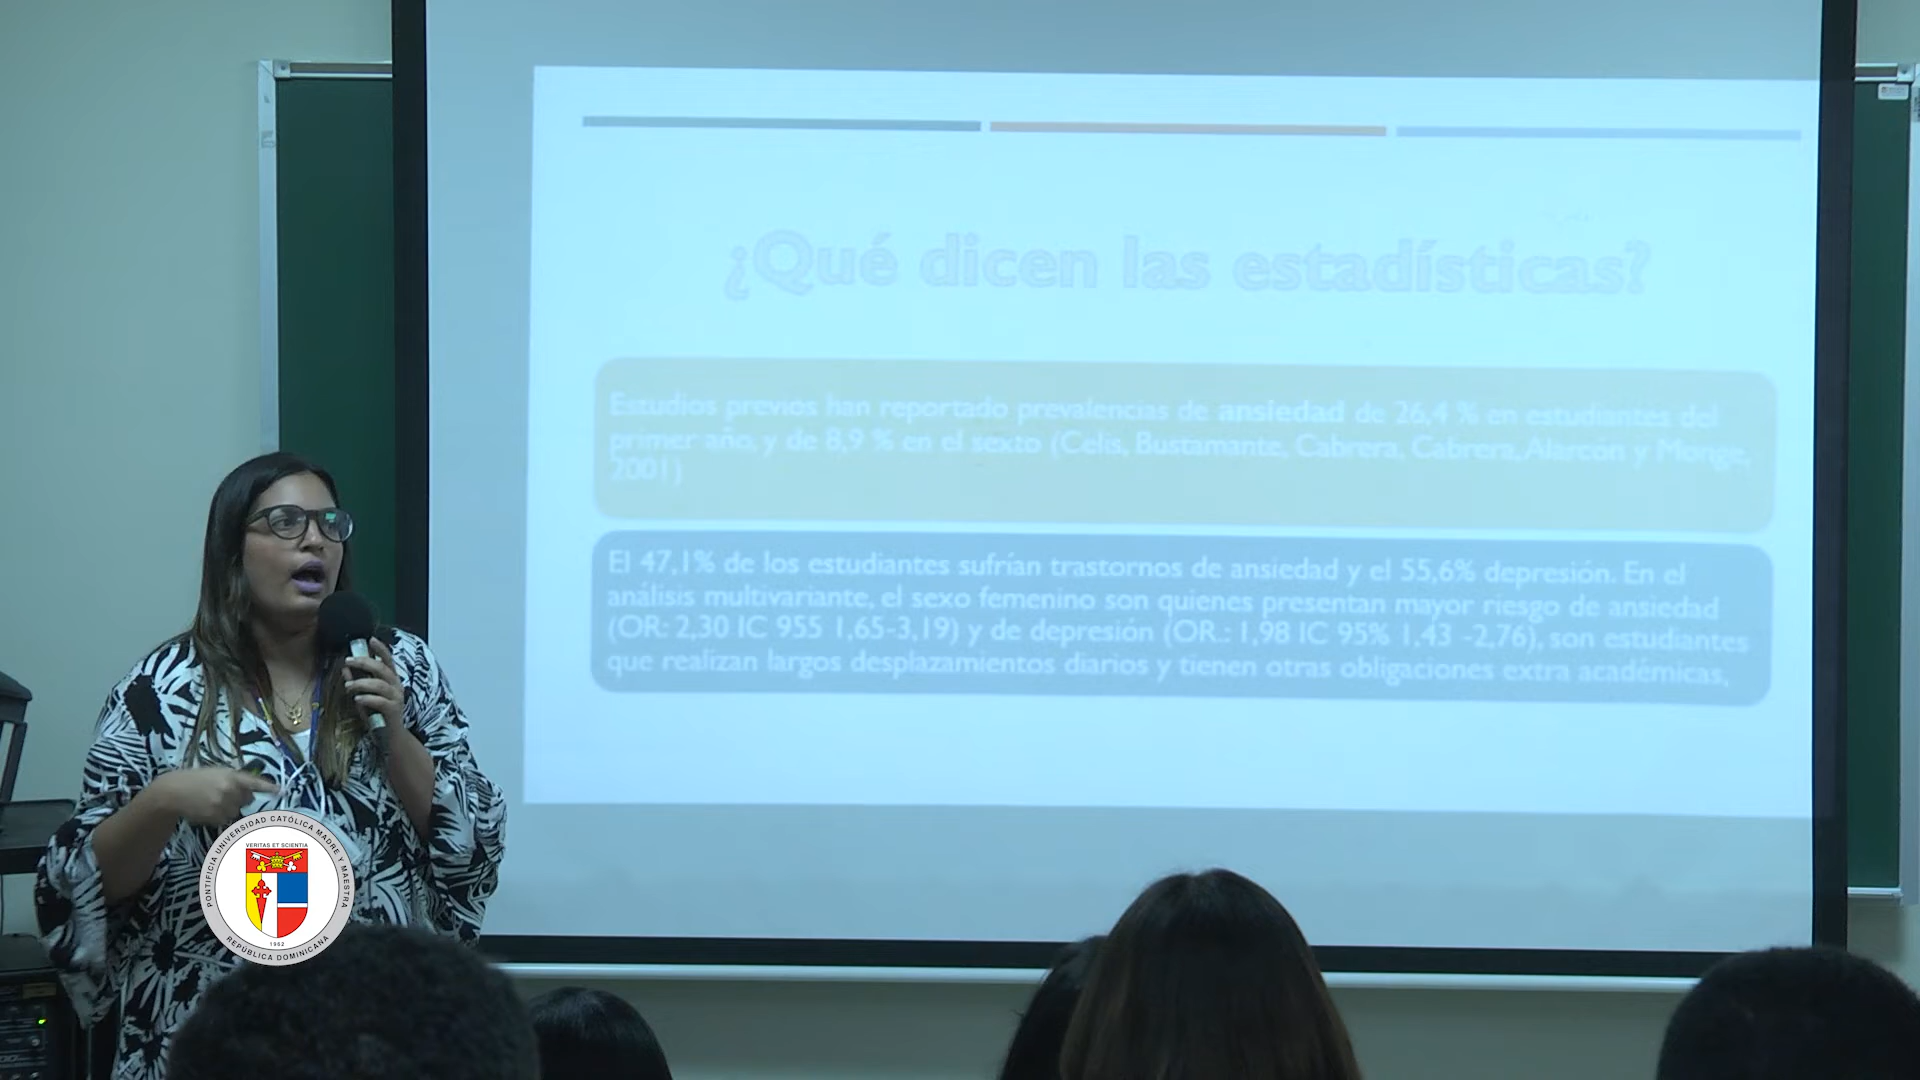 ¿Qué dicen las estadísticas?
Estudios previos han reportado prevalencias de ansiedad de 26,4 % en estudiantes del
primer año, y de 8,9 % en el sexto (Celis, Bustamante, Cabrera, Cabrera, Alarcón y Monge,
2001)
El 47,1% de los estudiantes sufrían trastornos de ansiedad y el 55,6% depresión. En el
análisis multivariante, el sexo femenino son quienes presentan mayor riesgo de ansiedad
(OR: 2,30 IC 955 1,65-3,19) y de depresión (OR.: 1,98 IC 95% 1,43 -2,76), son estudiantes
que realizan largos desplazamientos diarios y tienen otras obligaciones extra académicas,
PONTIFICIA UNIVERSIDAD CATÓLICA MADRE Y MAESTRA
VERITAS ET SCIENTIA
1962
REPÚBLICA DOMINICANA